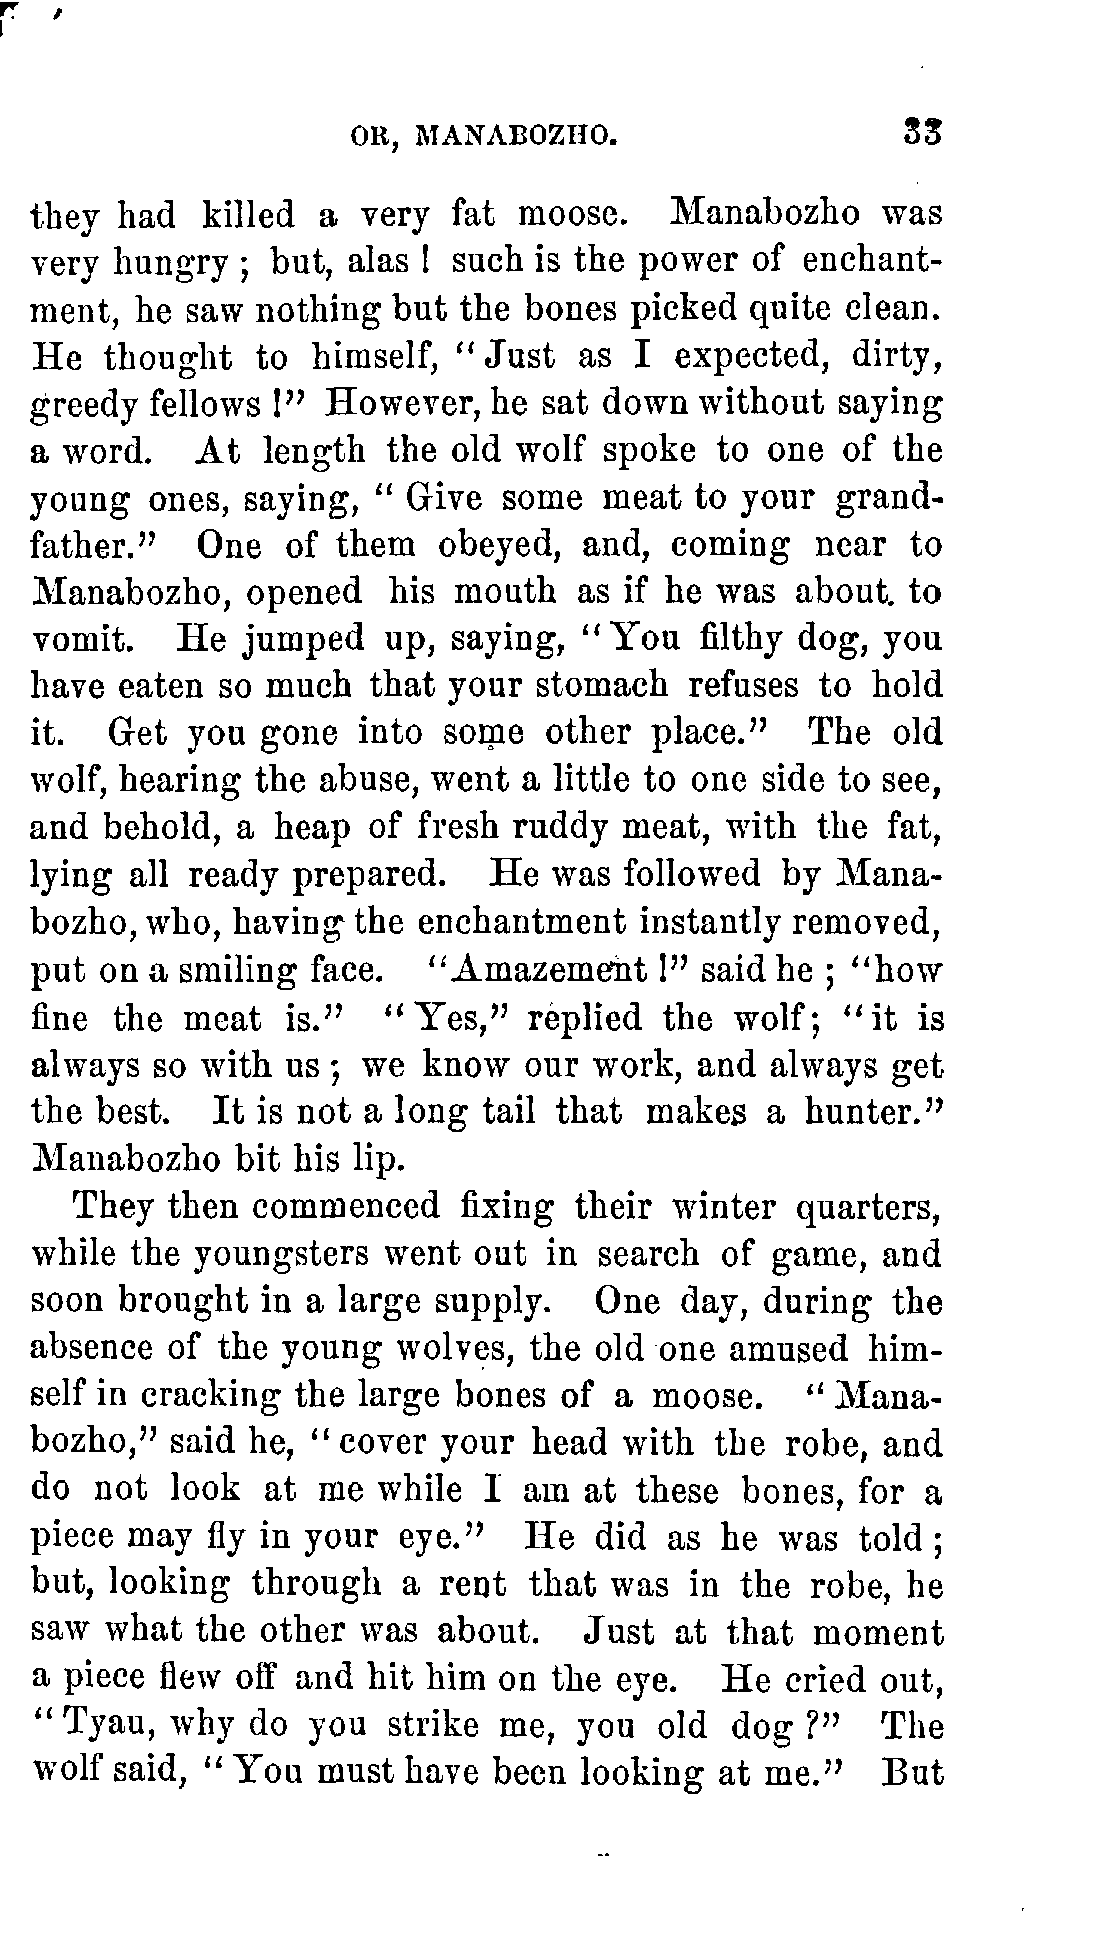 OR, MANABOZHO. 33
they had killed a very fat moose. Manabozho was
very hungry ; but, alas ! such is the power of enchant-
ment, he saw nothing but the bones picked quite clean.
He thought to himself, “ Just as I expected, dirty,
greedy fellows !” However, he sat down without saying
a word. At length the old wolf spoke to one of the
young ones, saying, “ Give some meat to your grand-
father.” One of them obeyed, and, coming near to
Manabozho, opened his mouth as if he was about to
vomit. He jumped up, saying, “ You filthy dog, you
have eaten so much that your stomach refuses to hold
it. Get you gone into some other place.” The old
wolf, hearing the abuse, went a little to one side to see,
and behold, a heap of fresh ruddy meat, with the fat,
lying all ready prepared. He was followed by Mana-
bozho, who, having the enchantment instantly removed,
put on a smiling face. “Amazement !” said he ; “how
fine the meat is.” “ Yes,” replied the wolf; “ it is
always so with us ; we know our work, and always get
the best. It is not a long tail that makes a hunter.”
Manabozho bit his lip.
They then commenced fixing their winter quarters,
while the youngsters went out in search of game, and
soon brought in a large supply. One day, during the
absence of the young wolves, the old one amused him-
self in cracking the large bones of a moose. “ Mana-
bozho,” said he, “ cover your head with the robe, and
do not look at me while I am at these bones, for a
piece may fly in your eye.” He did as he was told ;
but, looking through a rent that was in the robe, he
saw what the other was about. Just at that moment
a piece flew off and hit him on the eye. He cried out,
“ Tyau, why do you strike me, you old dog ?” The
wolf said, “ You must have been looking at me.” But